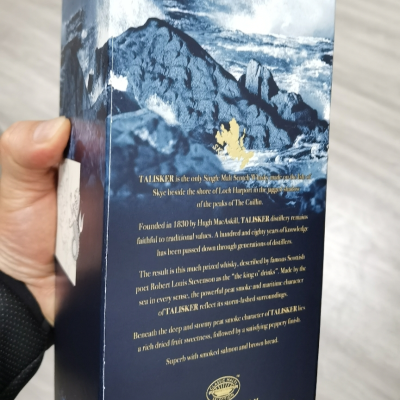 TALISKER is the only Single Malt Scotch Whisky made on the Isle of
Skye beside the shore of Loch Harport in the
of the peaks of The Cuillin.
Founded in 1830 by Hugh MacAskill, TALISKER distillery remains
faithful to traditional values. A hundred and eighty years of knowledge
has been passed down through generations of distillers.
The result is this much prized whisky, described by famous Scottish
poet Robert Louis Stevenson as "the king o' drinks". Made by the
sea in every sense, the powerful peat smoke and maritime character
of TALISKER reflect its storm-lashed surroundings.
Beneath the deep and stormy peat smoke character of TALISKER lies
a rich dried fruit sweetness, followed by a satisfying peppery finish.
Superb with smoked salmon and brown bread.
CLASSIC MALTS